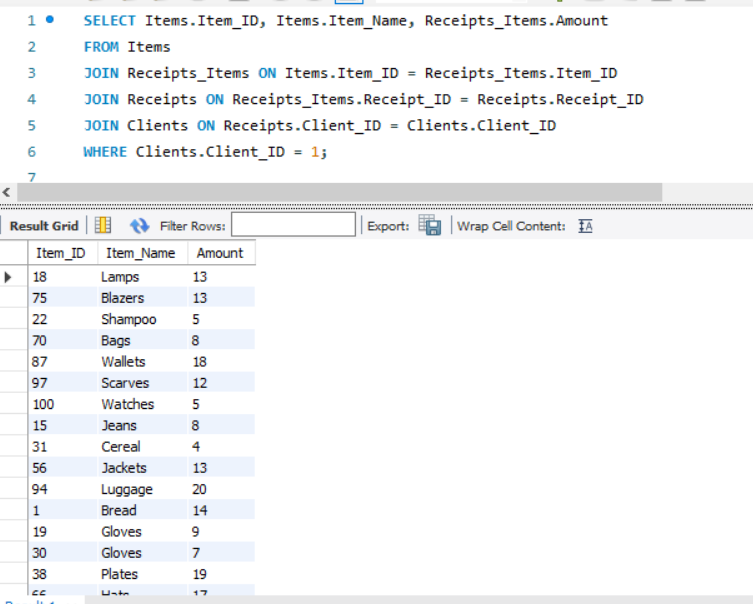 1 SELECT Items.Item_ID, Items.Item_Name, Receipts_Items.Amount
2 FROM Items
3 JOIN Receipts_Items ON Items.Item_ID = Receipts_Items.Item_ID
4 JOIN Receipts ON Receipts_Items.Receipt_ID = Receipts.Receipt_ID
5 JOIN Clients ON Receipts.Client_ID = Clients.Client_ID
6 WHERE Clients.Client_ID = 1;
7
Result Grid Filter Rows: Export: Wrap Cell Content:
Item_ID Item_Name Amount
18 Lamps 13
75 Blazers 13
22 Shampoo 5
70 Bags 8
87 Wallets 18
97 Scarves 12
100 Watches 5
15 Jeans 8
31 Cereal 4
56 Jackets 13
94 Luggage 20
1 Bread 14
19 Gloves 9
30 Gloves 7
38 Plates 19
66 Hats 17